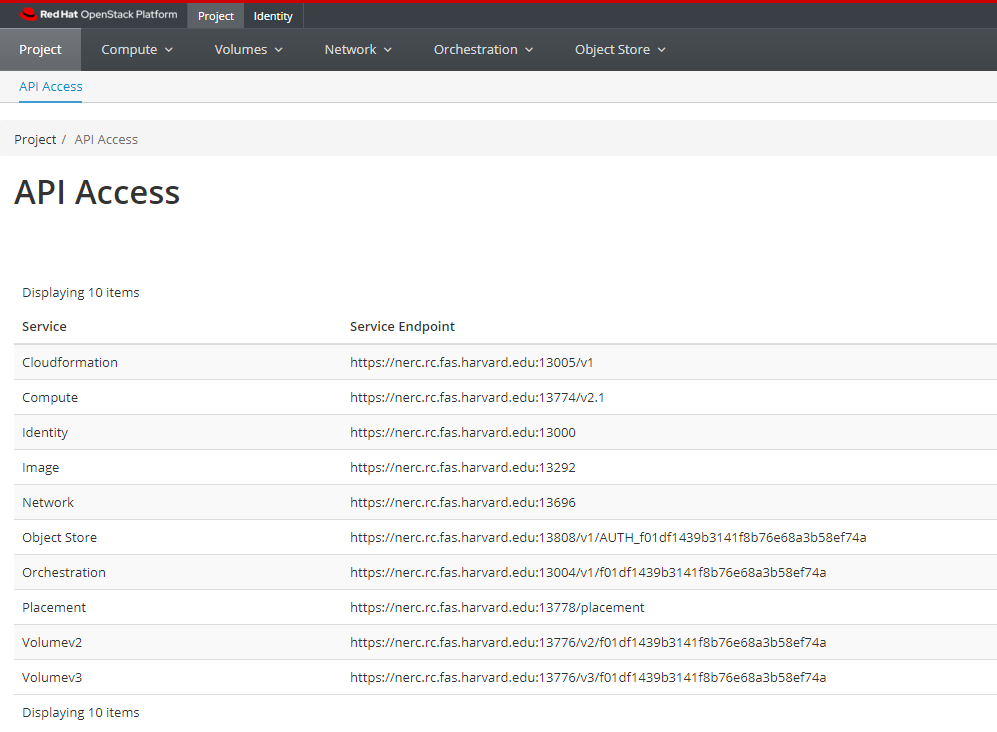 Red Hat OpenStack Platform Project Identity
Project Compute Volumes Network Orchestration Object Store
API Access
Project / API Access
API Access
Displaying 10 items
Service Service Endpoint
Cloudformation https://nerc.rc.fas.harvard.edu:13005/v1
Compute https://nerc.rc.fas.harvard.edu:13774/v2.1
Identity https://nerc.rc.fas.harvard.edu:13000
Image https://nerc.rc.fas.harvard.edu:13292
Network https://nerc.rc.fas.harvard.edu:13696
Object Store https://nerc.rc.fas.harvard.edu:13808/v1/AUTH_f01df1439b3141f8b76e68a3b58ef74a
Orchestration https://nerc.rc.fas.harvard.edu:13004/v1/f01df1439b3141f8b76e68a3b58ef74a
Placement https://nerc.rc.fas.harvard.edu:13778/placement
Volumev2 https://nerc.rc.fas.harvard.edu:13776/v2/f01df1439b3141f8b76e68a3b58ef74a
Volumev3 https://nerc.rc.fas.harvard.edu:13776/v3/f01df1439b3141f8b76e68a3b58ef74a
Displaying 10 items